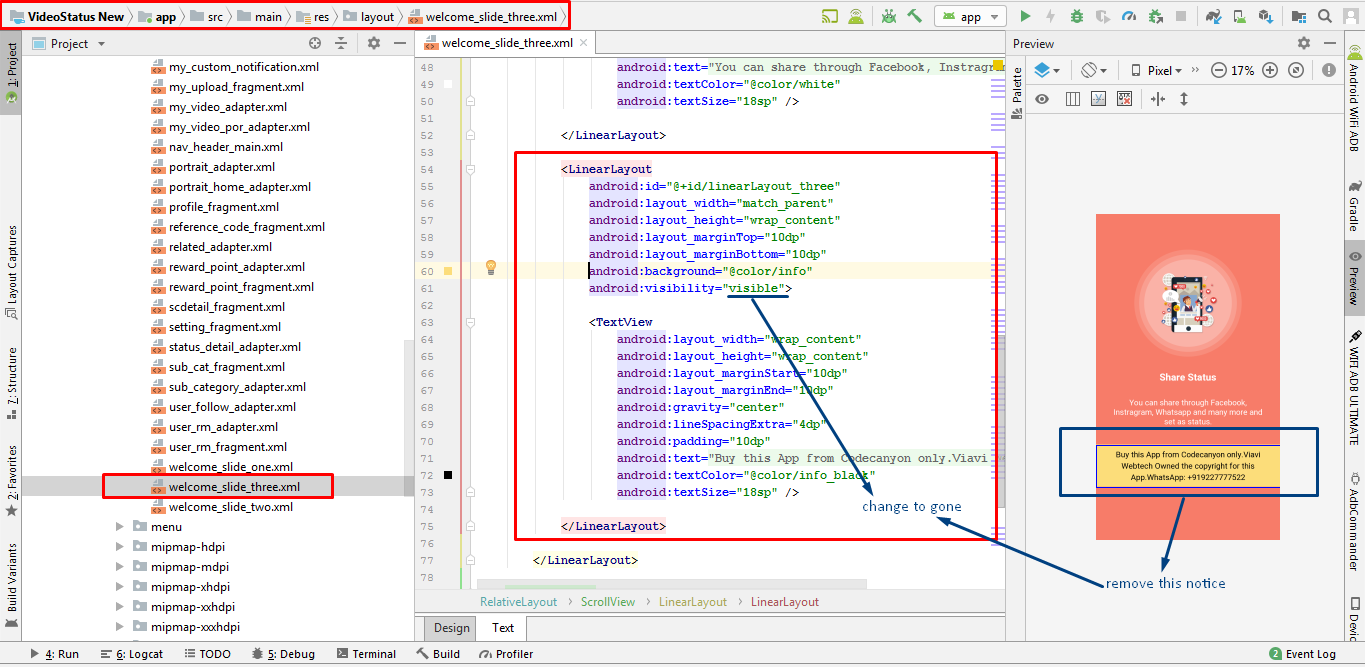 VideoStatus New
app
src
main
res
layout
welcome_slide_three.xml
app
Project
welcome_slide_three.xml
Preview
1: Project
Layout Captures
7: Structure
2: Favorites
Build Variants
my_custom_notification.xml
my_upload_fragment.xml
my_video_adapter.xml
my_video_por_adapter.xml
nav_header_main.xml
portrait_adapter.xml
portrait_home_adapter.xml
profile_fragment.xml
reference_code_fragment.xml
related_adapter.xml
reward_point_adapter.xml
reward_point_fragment.xml
scdetail_fragment.xml
setting_fragment.xml
status_detail_adapter.xml
sub_cat_fragment.xml
sub_category_adapter.xml
user_follow_adapter.xml
user_rm_adapter.xml
user_rm_fragment.xml
welcome_slide_one.xml
welcome_slide_three.xml
welcome_slide_two.xml
menu
mipmap-hdpi
mipmap-mdpi
mipmap-xhdpi
mipmap-xxhdpi
mipmap-xxxhdpi
48 android:text="You can share through Facebook, Instragram
49 android:textColor="@color/white"
50 android:textSize="18sp" />
51
52 </LinearLayout>
53
54 <LinearLayout
55 android:id="@+id/linearLayout_three"
56 android:layout_width="match_parent"
57 android:layout_height="wrap_content"
58 android:layout_marginTop="10dp"
59 android:layout_marginBottom="10dp"
60 android:background="@color/info"
61 android:visibility="visible">
62
63 <TextView
64 android:layout_width="wrap_content"
65 android:layout_height="wrap_content"
66 android:layout_marginStart="10dp"
67 android:layout_marginEnd="10dp"
68 android:gravity="center"
69 android:lineSpacingExtra="4dp"
70 android:padding="10dp"
71 android:text="Buy this App from Codecanyon only.Viavi
72 android:textColor="@color/info_black"
73 android:textSize="18sp" />
74
75 </LinearLayout>
76
77 </LinearLayout>
78
change to gone
RelativeLayout
ScrollView
LinearLayout
LinearLayout
Design
Text
Palette
Pixel
17%
Share Status
You can share through Facebook,
Instragram, Whatsapp and many more and
set as status.
Buy this App from Codecanyon only.Viavi
Webtech Owned the copyright for this
App.WhatsApp: +919227777522
remove this notice
Android WiFi ADB
Gradle
Preview
WIFI ADB ULTIMATE
AdbCommander
4: Run
6: Logcat
TODO
5: Debug
Terminal
Build
Profiler
2 Event Log